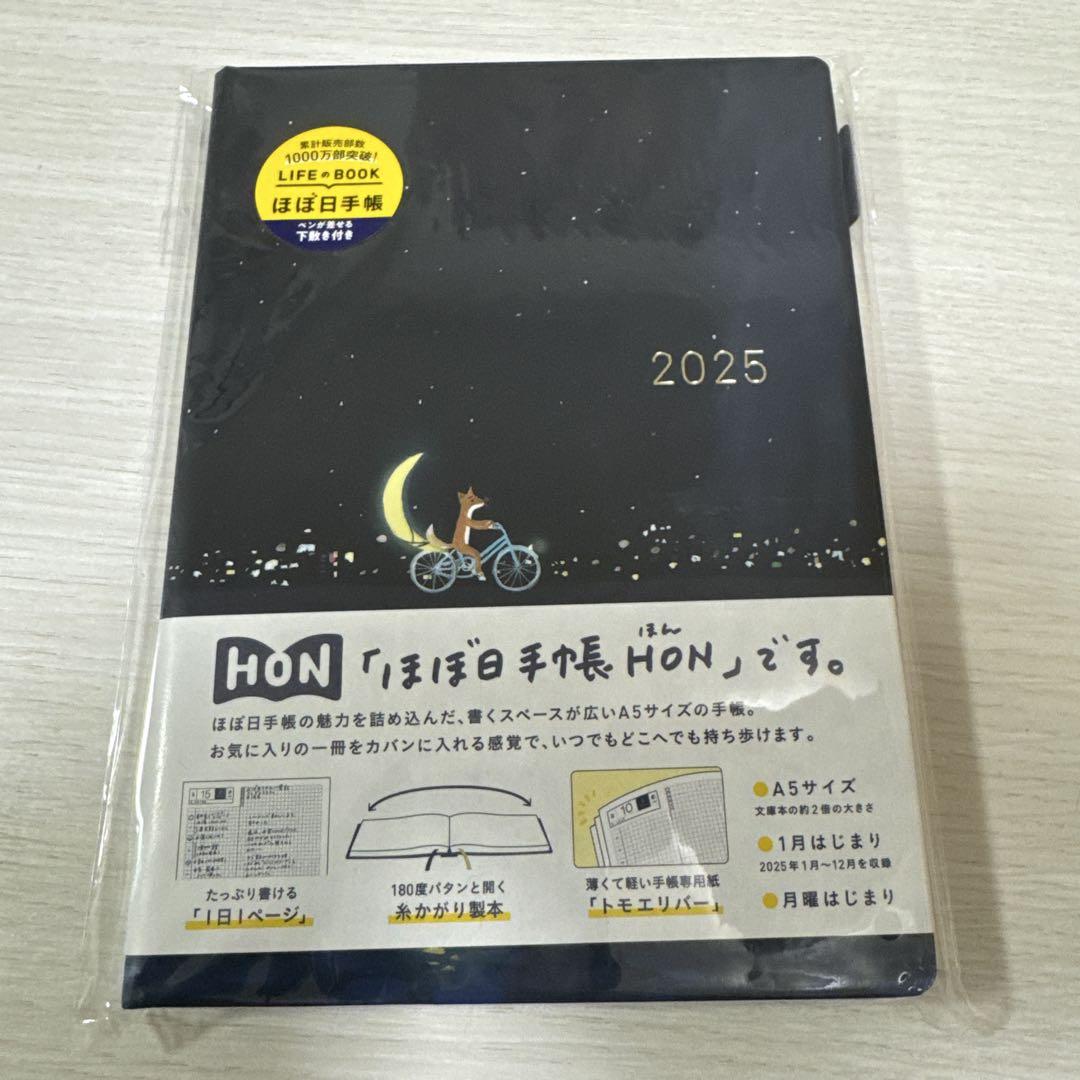 累計販売部数
1000万部突破!
LIFEのBOOK
ほぼ日手帳
ペンが差せる
下敷き付き
2025
HON
ほん
「ほぼ日手帳HON」です。
ほぼ日手帳の魅力を詰め込んだ、書くスペースが広いA5サイズの手帳。
お気に入りの一冊をカバンに入れる感覚で、いつでもどこへでも持ち歩けます。
15
10
たっぷり書ける
「1日1ページ」
180度パタンと開く
糸かがり製本
薄くて軽い手帳専用紙
「トモエリバー」
A5サイズ
文庫本の約2倍の大きさ
1月はじまり
2025年1月〜12月を収録
月曜はじまり